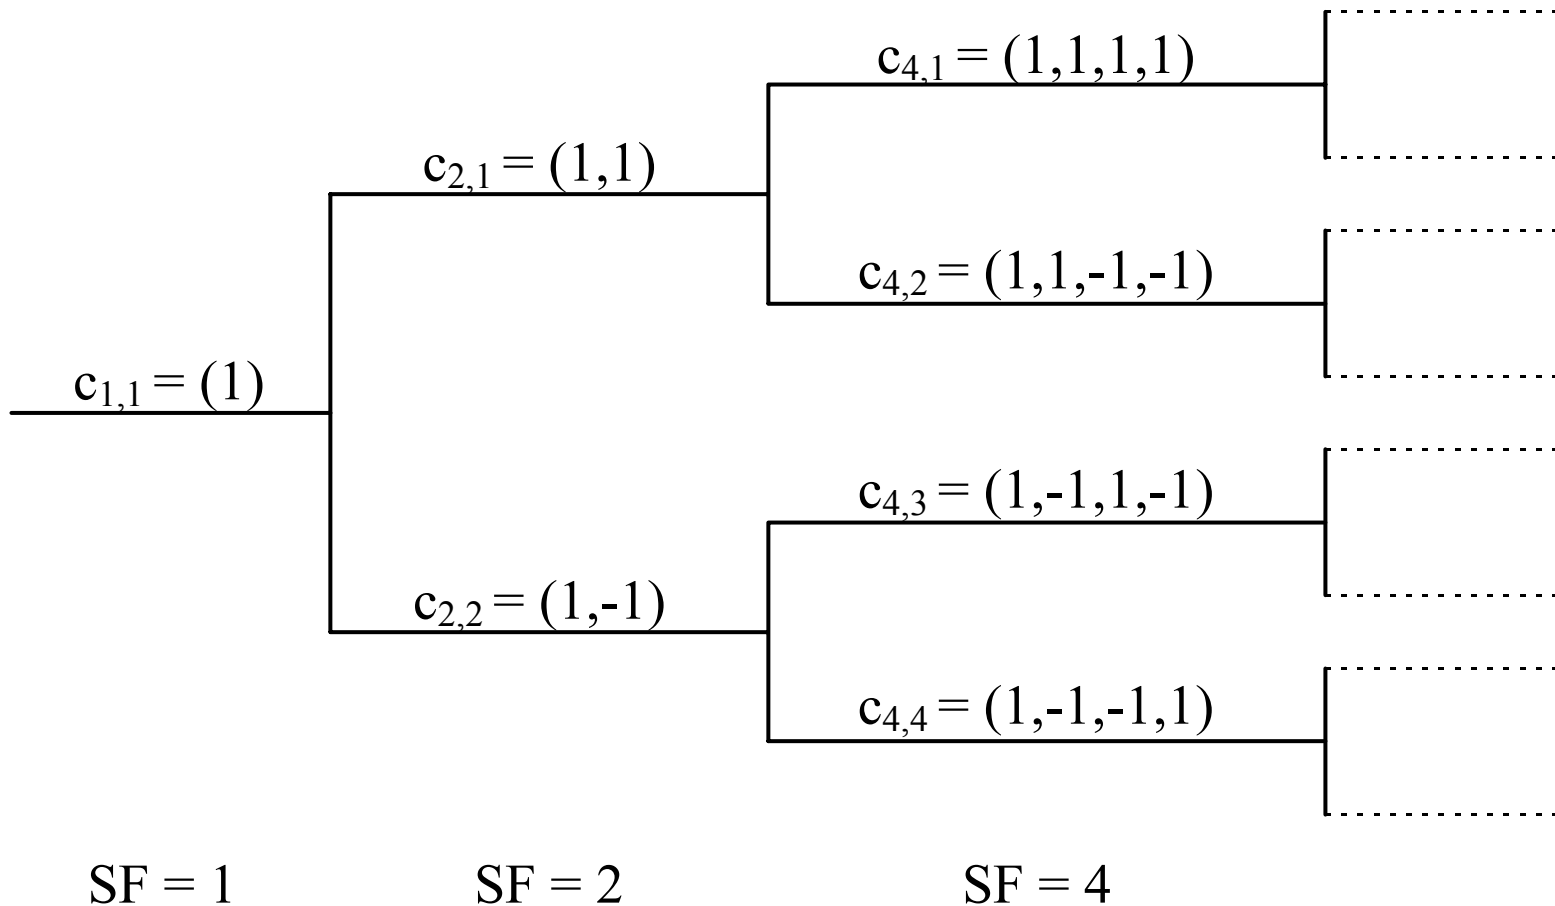 c4,1 = (1,1,1,1)
c2,1 = (1,1)
c4,2 = (1,1,-1,-1)
c1,1 = (1)
c4,3 = (1,-1,1,-1)
c2,2 = (1,-1)
c4,4 = (1,-1,-1,1)
SF = 1 SF = 2 SF = 4